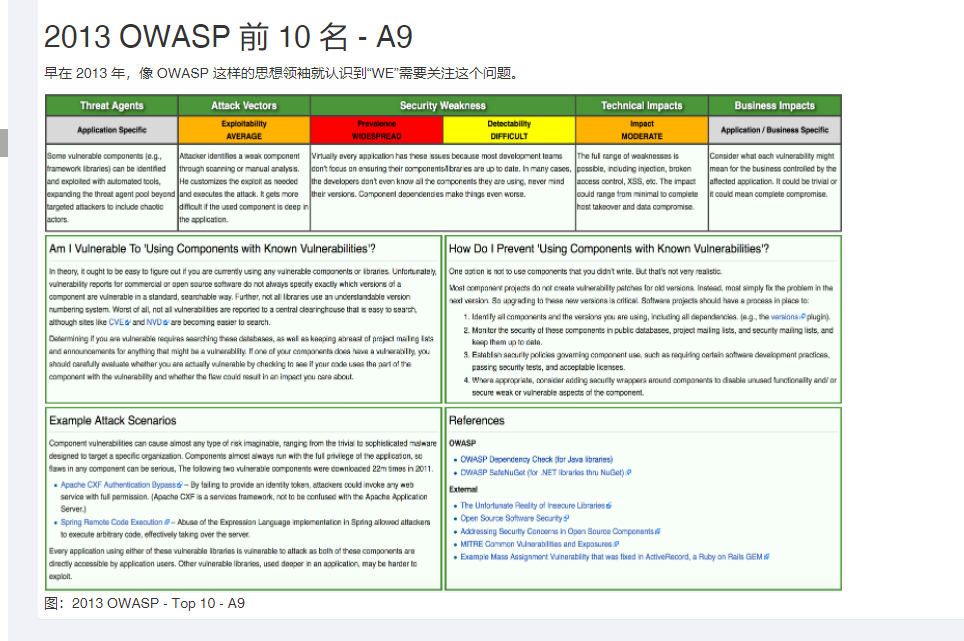 2013 OWASP 前 10 名 - A9
早在 2013 年，像 OWASP 这样的思想领袖就认识到“WE”需要关注这个问题。
Threat Agents
Attack Vectors
Security Weakness
Technical Impacts
Business Impacts
Application Specific
Exploitability
AVERAGE
Prevalence
WIDESPREAD
Detectability
DIFFICULT
Impact
MODERATE
Application / Business Specific
Some vulnerable components (e.g.,
framework libraries) can be identified
and exploited with automated tools,
expanding the threat agent pool beyond
targeted attackers to include chaotic
actors.
Attacker identifies a weak component
through scanning or manual analysis.
He customizes the exploit as needed
and executes the attack. It gets more
difficult if the used component is deep in
the application.
Virtually every application has these issues because most development teams
don't focus on ensuring their components/libraries are up to date. In many cases,
the developers don't even know all the components they are using, never mind
their versions. Component dependencies make things even worse.
The full range of weaknesses is
possible, including injection, broken
access control, XSS, etc. The impact
could range from minimal to complete
host takeover and data compromise.
Consider what each vulnerability might
mean for the business controlled by the
affected application. It could be trivial or
it could mean complete compromise.
Am I Vulnerable To 'Using Components with Known Vulnerabilities'?
In theory, it ought to be easy to figure out if you are currently using any vulnerable components or libraries. Unfortunately,
vulnerability reports for commercial or open source software do not always specify exactly which versions of a
component are vulnerable in a standard, searchable way. Further, not all libraries use an understandable version
numbering system. Worst of all, not all vulnerabilities are reported to a central clearinghouse that is easy to search,
although sites like CVE and NVD are becoming easier to search.
Determining if you are vulnerable requires searching these databases, as well as keeping abreast of project mailing lists
and announcements for anything that might be a vulnerability. If one of your components does have a vulnerability, you
should carefully evaluate whether you are actually vulnerable by checking to see if your code uses the part of the
component with the vulnerability and whether the flaw could result in an impact you care about.
How Do I Prevent 'Using Components with Known Vulnerabilities'?
One option is not to use components that you didn't write. But that's not very realistic.
Most component projects do not create vulnerability patches for old versions. Instead, most simply fix the problem in the
next version. So upgrading to these new versions is critical. Software projects should have a process in place to:
1. Identify all components and the versions you are using, including all dependencies. (e.g., the versions plugin).
2. Monitor the security of these components in public databases, project mailing lists, and security mailing lists, and
keep them up to date.
3. Establish security policies governing component use, such as requiring certain software development practices,
passing security tests, and acceptable licenses.
4. Where appropriate, consider adding security wrappers around components to disable unused functionality and/ or
secure weak or vulnerable aspects of the component.
Example Attack Scenarios
Component vulnerabilities can cause almost any type of risk imaginable, ranging from the trivial to sophisticated malware
designed to target a specific organization. Components almost always run with the full privilege of the application, so
flaws in any component can be serious, The following two vulnerable components were downloaded 22m times in 2011.
• Apache CXF Authentication Bypass – By failing to provide an identity token, attackers could invoke any web
service with full permission. (Apache CXF is a services framework, not to be confused with the Apache Application
Server.)
• Spring Remote Code Execution – Abuse of the Expression Language implementation in Spring allowed attackers
to execute arbitrary code, effectively taking over the server.
Every application using either of these vulnerable libraries is vulnerable to attack as both of these components are
directly accessible by application users. Other vulnerable libraries, used deeper in an application, may be harder to
exploit.
References
OWASP
• OWASP Dependency Check (for Java libraries)
• OWASP SafeNuGet (for .NET libraries thru NuGet)
External
• The Unfortunate Reality of Insecure Libraries
• Open Source Software Security
• Addressing Security Concerns in Open Source Components
• MITRE Common Vulnerabilities and Exposures
• Example Mass Assignment Vulnerability that was fixed in ActiveRecord, a Ruby on Rails GEM
图：2013 OWASP - Top 10 - A9